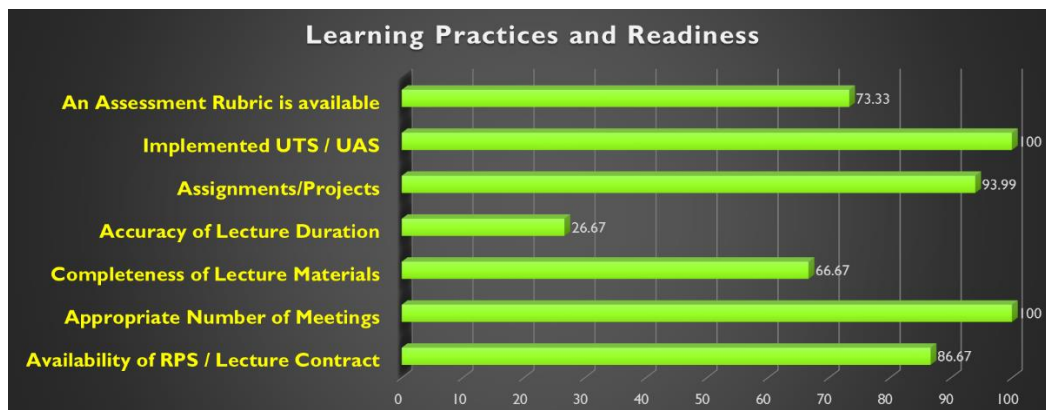 Learning Practices and Readiness
An Assessment Rubric is available
73.33
Implemented UTS / UAS
100
Assignments/Projects
93.99
Accuracy of Lecture Duration
26.67
Completeness of Lecture Materials
66.67
Appropriate Number of Meetings
100
Availability of RPS / Lecture Contract
86.67
0 10 20 30 40 50 60 70 80 90 100